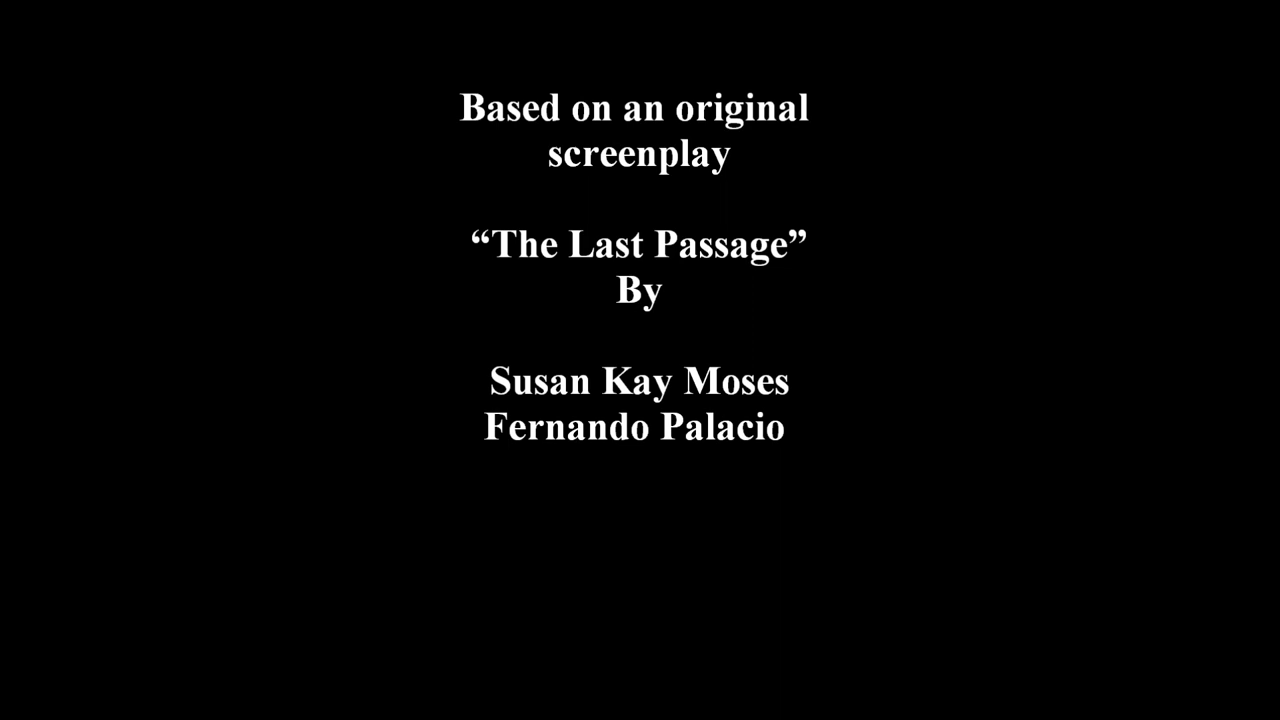 Based on an original
screenplay
“The Last Passage”
By
Susan Kay Moses
Fernando Palacio